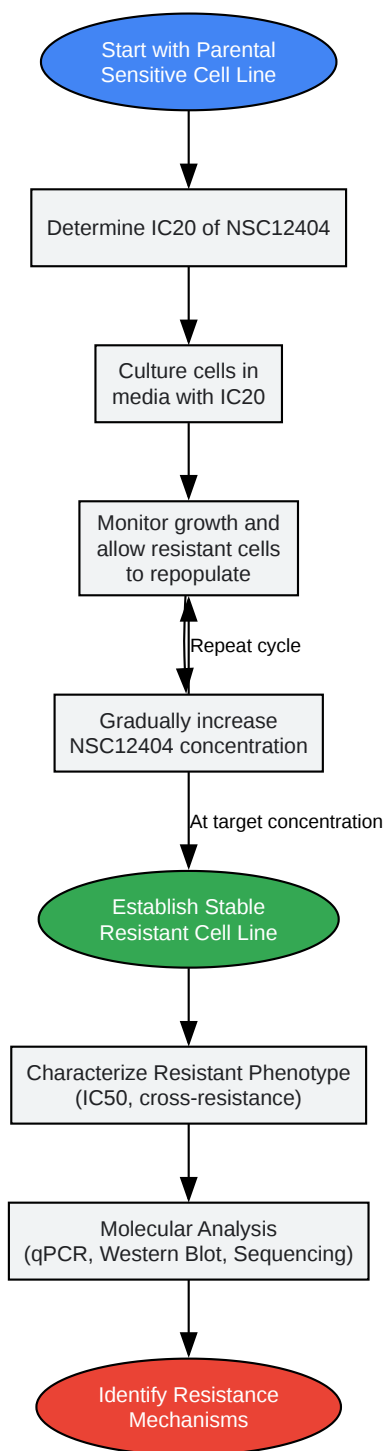 Start with Parental
Sensitive Cell Line
Determine IC20 of NSC12404
Culture cells in
media with IC20
Monitor growth and
allow resistant cells
to repopulate
Repeat cycle
Gradually increase
NSC12404 concentration
At target concentration
Establish Stable
Resistant Cell Line
Characterize Resistant Phenotype
(IC50, cross-resistance)
Molecular Analysis
(qPCR, Western Blot, Sequencing)
Identify Resistance
Mechanisms